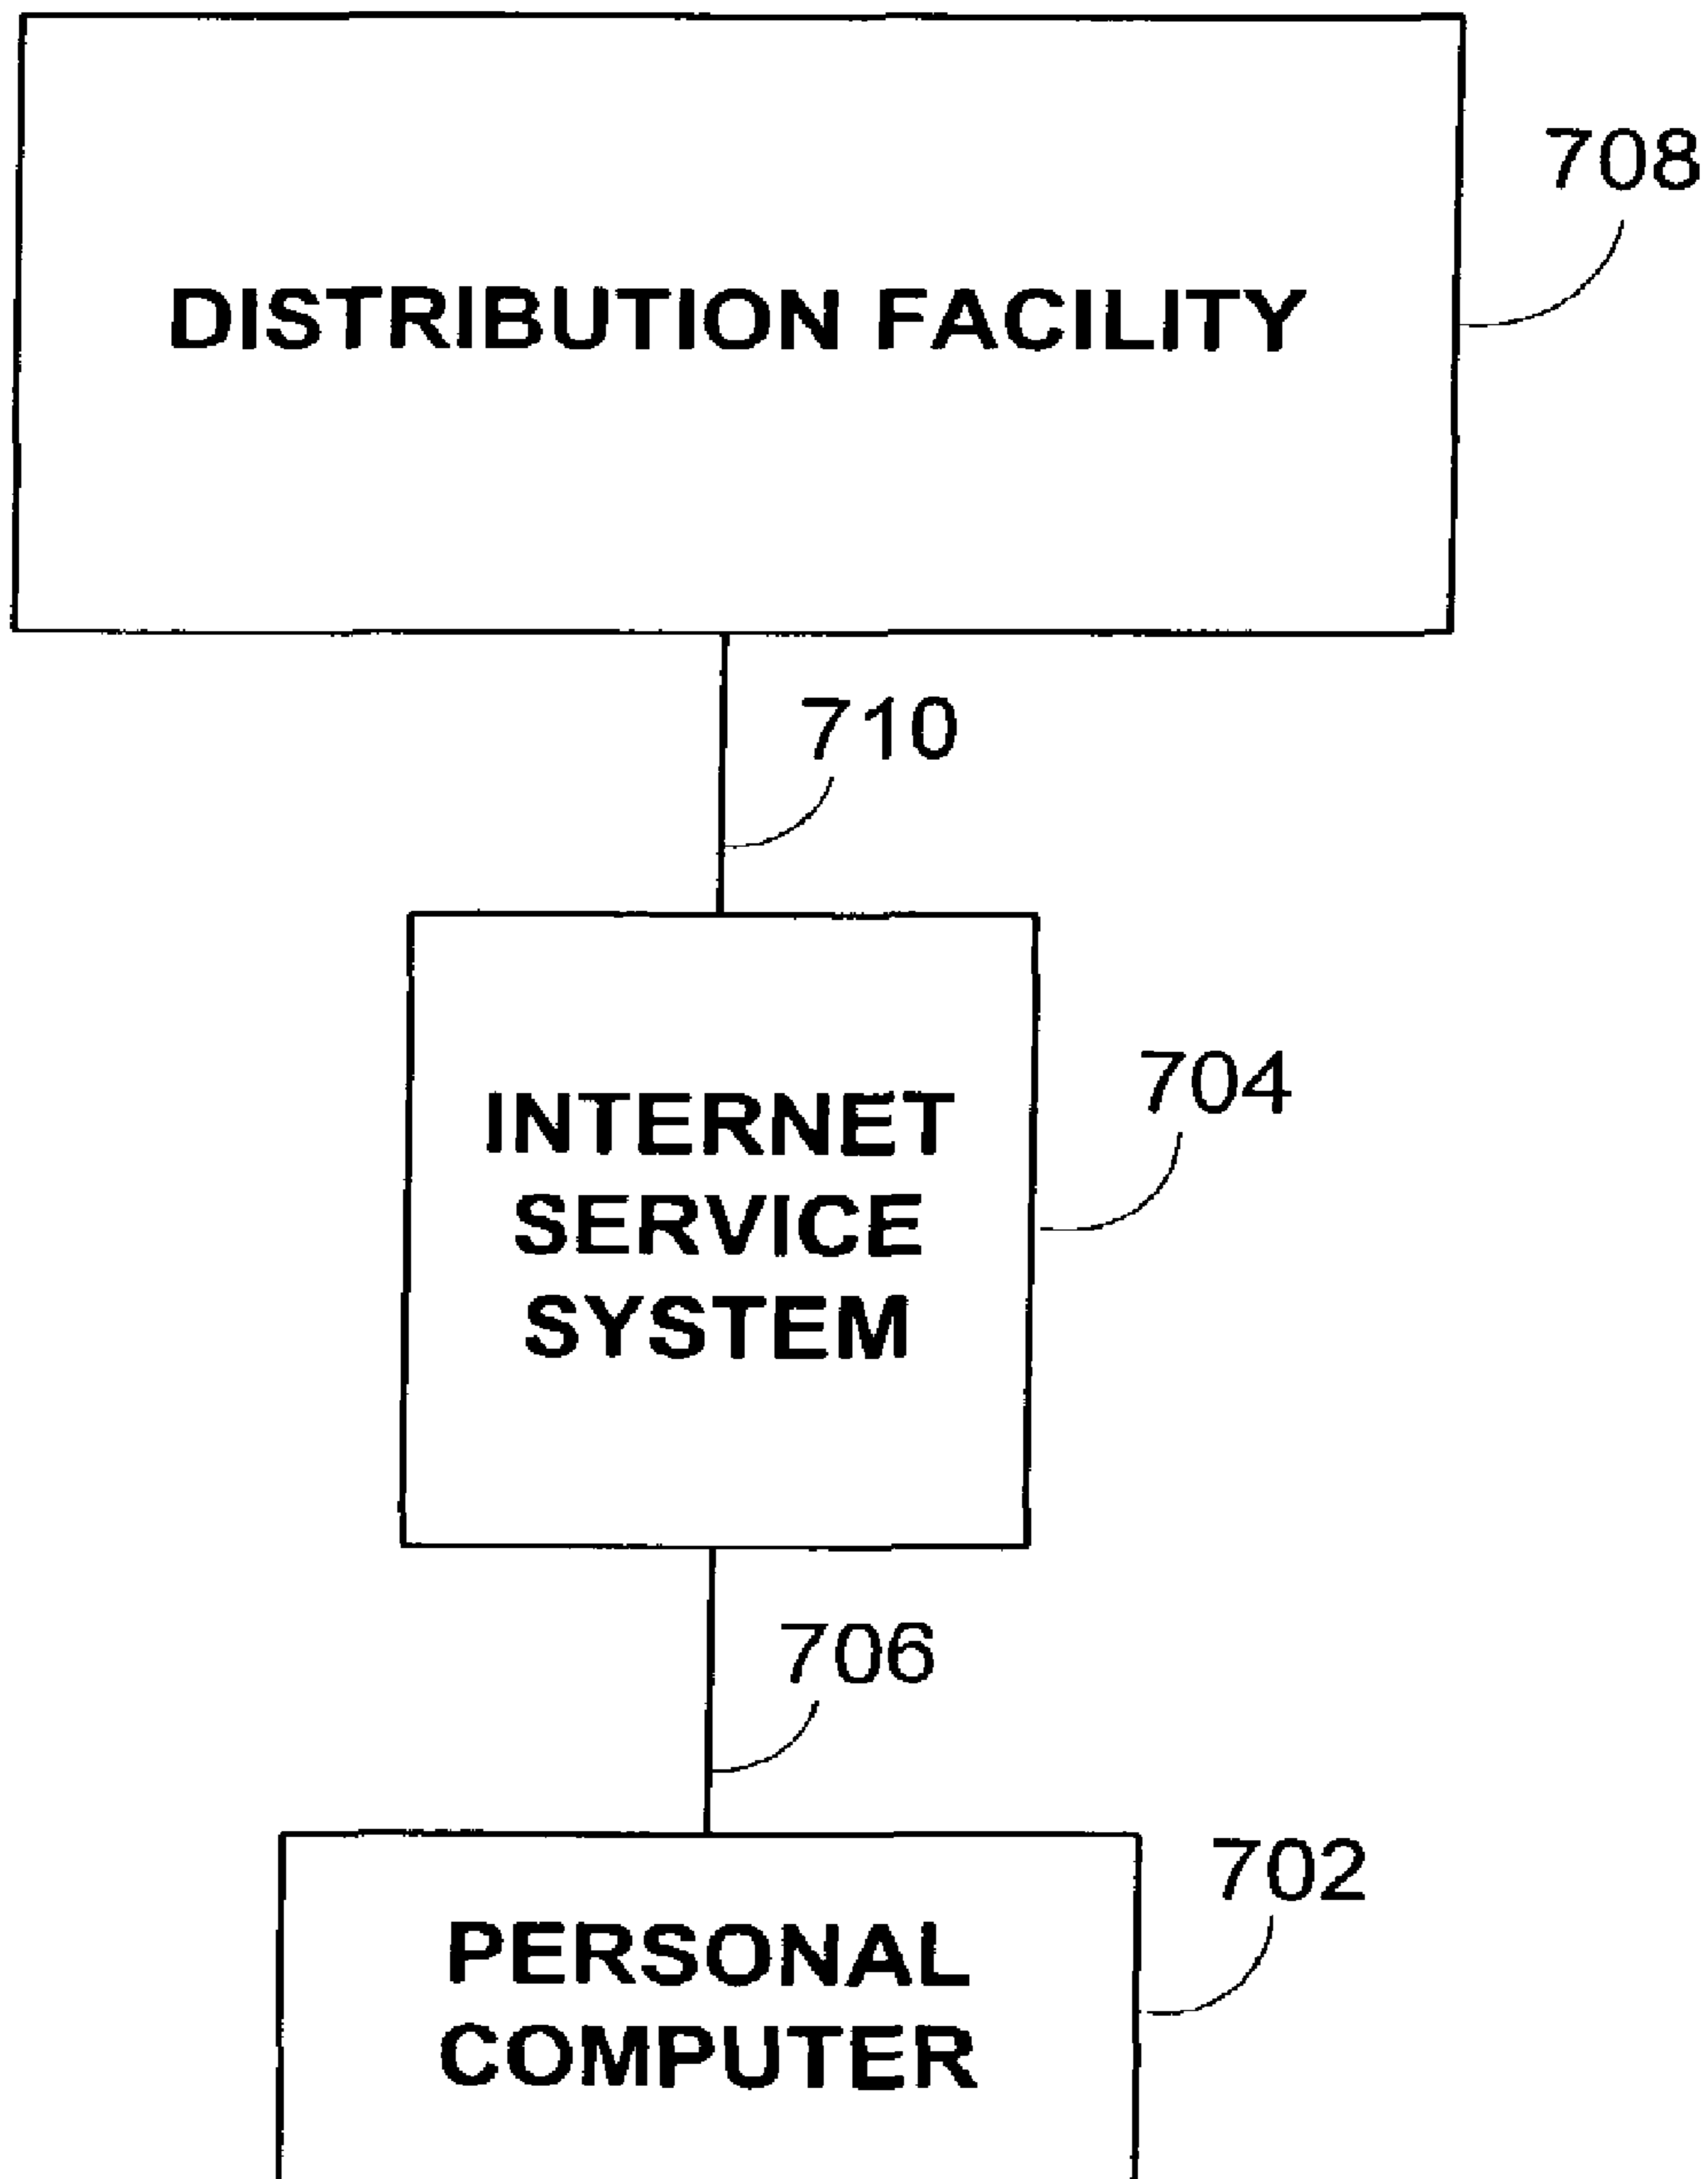 708
DISTRIBUTION FACILITY
710
704
INTERNET
SERVICE
SYSTEM
706
702
PERSONAL
COMPUTER